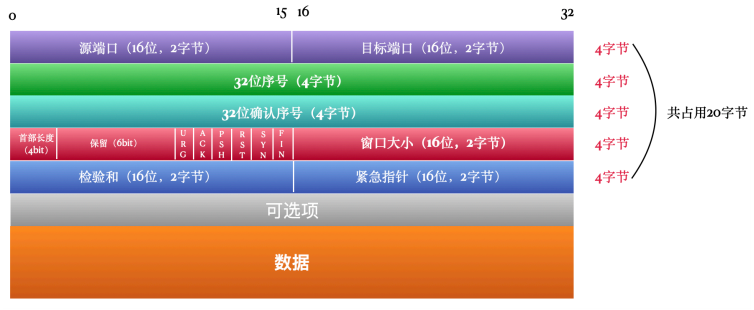 0 15 16 32
源端口（16位，2字节） 目标端口（16位，2字节） 4字节
32位序号（4字节） 4字节
32位确认序号（4字节） 4字节 共占用20字节
首部长度（4bit） 保留（6bit） URG ACK PSH RST SYN FIN 窗口大小（16位，2字节） 4字节
检验和（16位，2字节） 紧急指针（16位，2字节） 4字节
可选项
数据